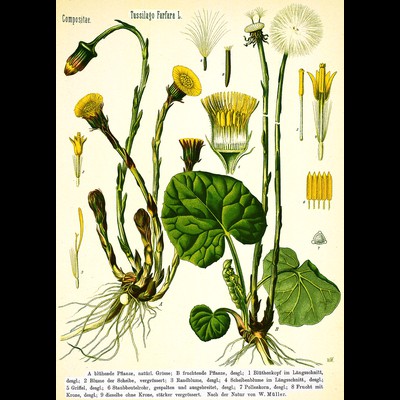 Compositae.
Tussilago Farfara L.
A blühende Pflanze, natürl. Grösse; B fruchtende Pflanze, desgl; 1 Blüthenkopf im Längsschnitt,
desgl; 2 Blume der Scheibe, vergrössert; 3 Randblume, desgl; 4 Scheibenblume im Längsschnitt, desgl;
5 Griffel, desgl; 6 Staubbeutelrohr, gespalten und ausgebreitet, desgl; 7 Pollenkorn, desgl; 8 Frucht mit
Krone, desgl; 9 dieselbe ohne Krone, stärker vergrössert. Nach der Natur von W. Müller.